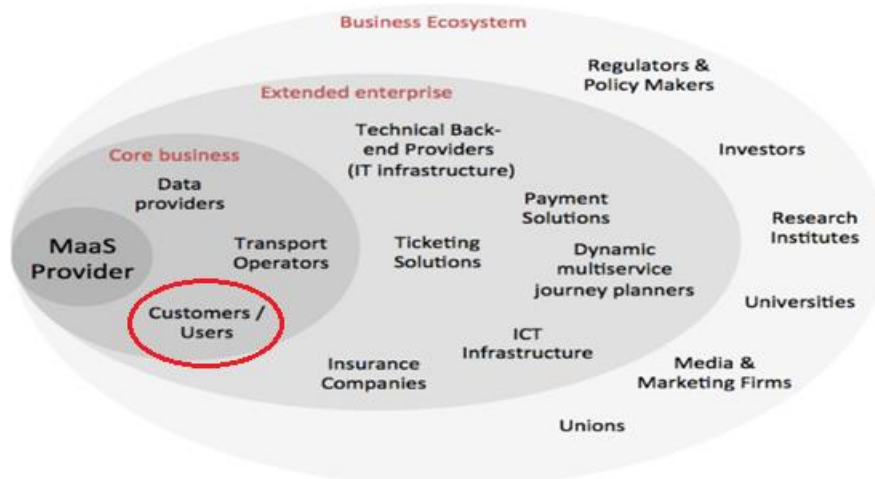 Business Ecosystem
Regulators &
Policy Makers
Extended enterprise
Technical Back-
end Providers
(IT infrastructure)
Investors
Core business
Data
providers
Payment
Solutions
Research
Institutes
MaaS
Provider
Transport
Operators
Ticketing
Solutions
Dynamic
multiservice
journey planners
Universities
Customers /
Users
ICT
Infrastructure
Insurance
Companies
Media &
Marketing Firms
Unions